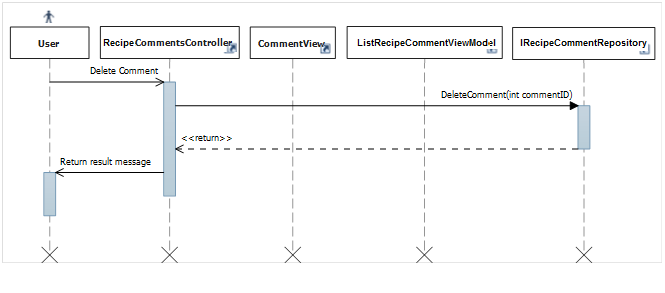 User
RecipeCommentsController
CommentView
ListRecipeCommentViewModel
IRecipeCommentRepository
Delete Comment
DeleteComment(int commentID)
<<return>>
Return result message